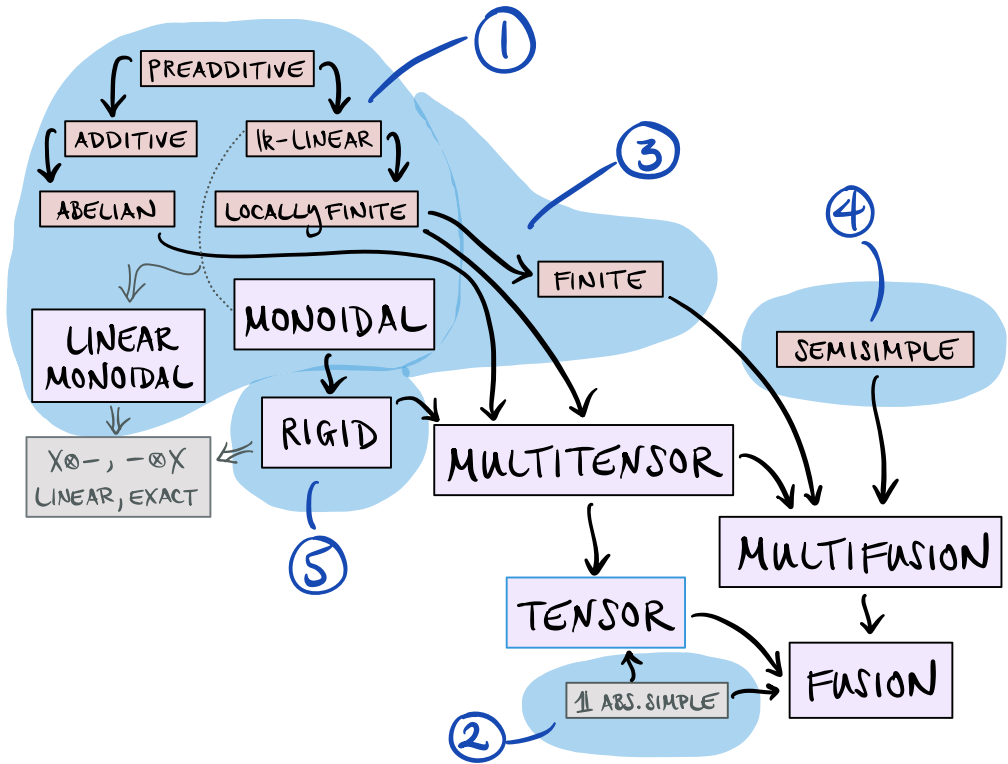 ①
PREADDITIVE
③
ADDITIVE
𝕜-LINEAR
④
ABELIAN
LOCALLY FINITE
FINITE
MONOIDAL
LINEAR
MONOIDAL
SEMISIMPLE
RIGID
X⊗-, -⊗X
LINEAR, EXACT
MULTITENSOR
⑤
MULTIFUSION
TENSOR
FUSION
𝟙 ABS. SIMPLE
②